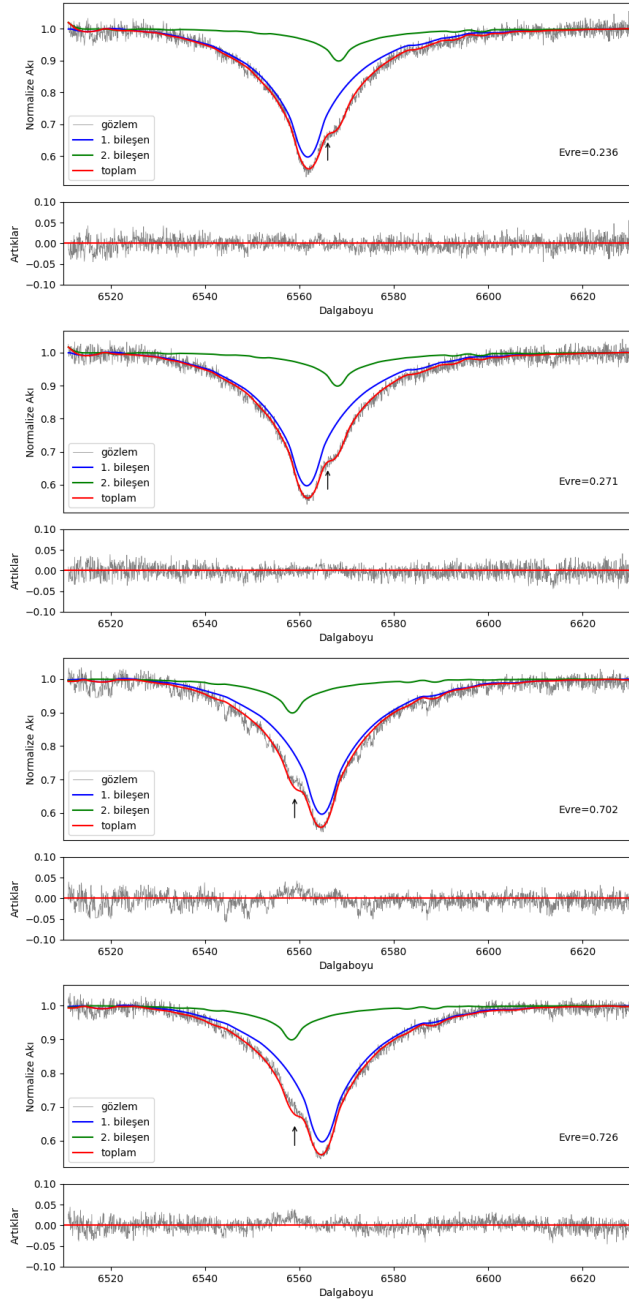 1.0
0.9
0.8
0.7
0.6
Normalize Akı
gözlem
1. bileşen
2. bileşen
toplam
Evre=0.236
0.10
0.05
0.00
−0.05
−0.10
Artıklar
6520 6540 6560 6580 6600 6620
Dalgaboyu
1.0
0.9
0.8
0.7
0.6
Normalize Akı
gözlem
1. bileşen
2. bileşen
toplam
Evre=0.271
0.10
0.05
0.00
−0.05
−0.10
Artıklar
6520 6540 6560 6580 6600 6620
Dalgaboyu
1.0
0.9
0.8
0.7
0.6
Normalize Akı
gözlem
1. bileşen
2. bileşen
toplam
Evre=0.702
0.10
0.05
0.00
−0.05
−0.10
Artıklar
6520 6540 6560 6580 6600 6620
Dalgaboyu
1.0
0.9
0.8
0.7
0.6
Normalize Akı
gözlem
1. bileşen
2. bileşen
toplam
Evre=0.726
0.10
0.05
0.00
−0.05
−0.10
Artıklar
6520 6540 6560 6580 6600 6620
Dalgaboyu